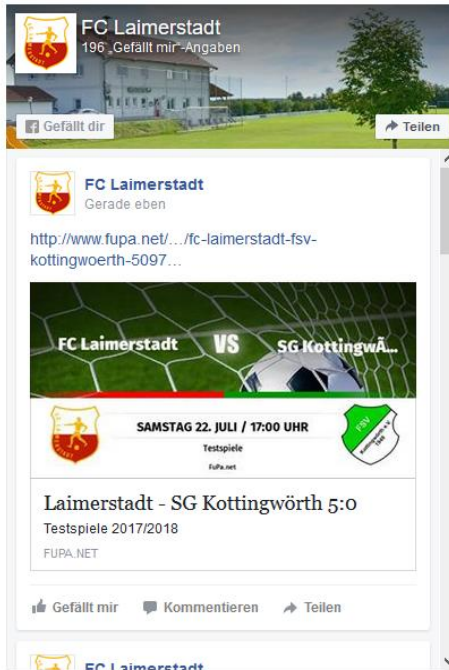 FC Laimerstadt
196 „Gefällt mir"-Angaben
Gefällt dir
Teilen
FC Laimerstadt
Gerade eben
http://www.fupa.net/…/fc-laimerstadt-fsv-
kottingwoerth-5097…
FC Laimerstadt VS SG KottingwÃ...
SAMSTAG 22. JULI / 17:00 UHR
Testspiele
FuPa.net
FSV
Kottingwörth e.V.
Laimerstadt - SG Kottingwörth 5:0
Testspiele 2017/2018
FUPA.NET
Gefällt mir Kommentieren Teilen
FC Laimerstadt